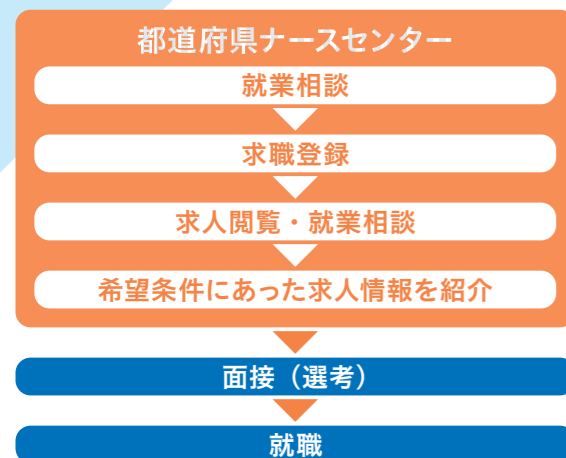 都道府県ナースセンター
就業相談
求職登録
求人閲覧・就業相談
希望条件にあった求人情報を紹介
面接（選考）
就職